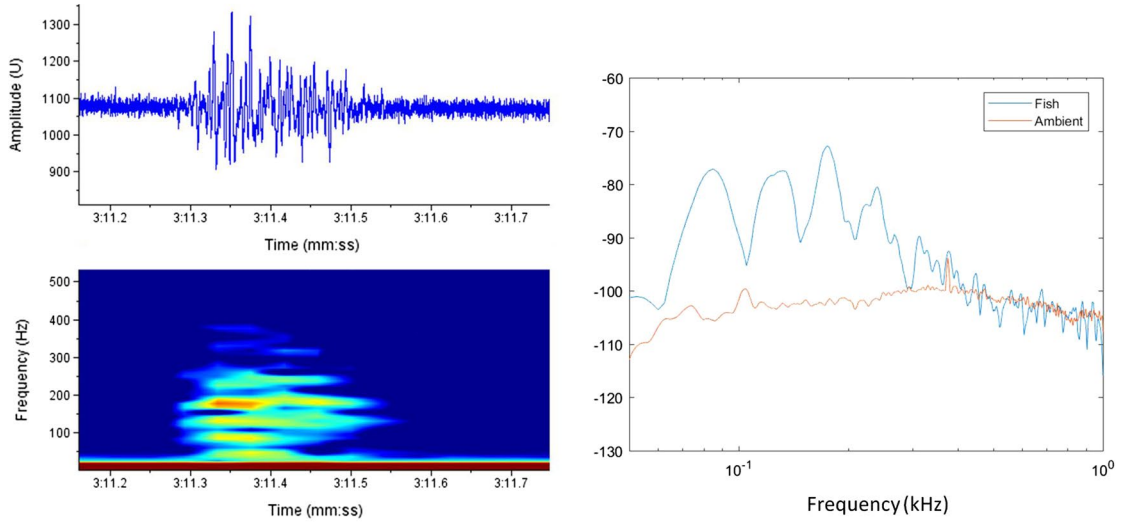 Amplitude (U)
1300
1200
1100
1000
900
3:11.2 3:11.3 3:11.4 3:11.5 3:11.6 3:11.7
Time (mm:ss)
Frequency (Hz)
500
400
300
200
100
3:11.2 3:11.3 3:11.4 3:11.5 3:11.6 3:11.7
Time (mm:ss)
-60
-70
-80
-90
-100
-110
-120
-130
Fish
Ambient
10⁻¹ 10⁰
Frequency (kHz)